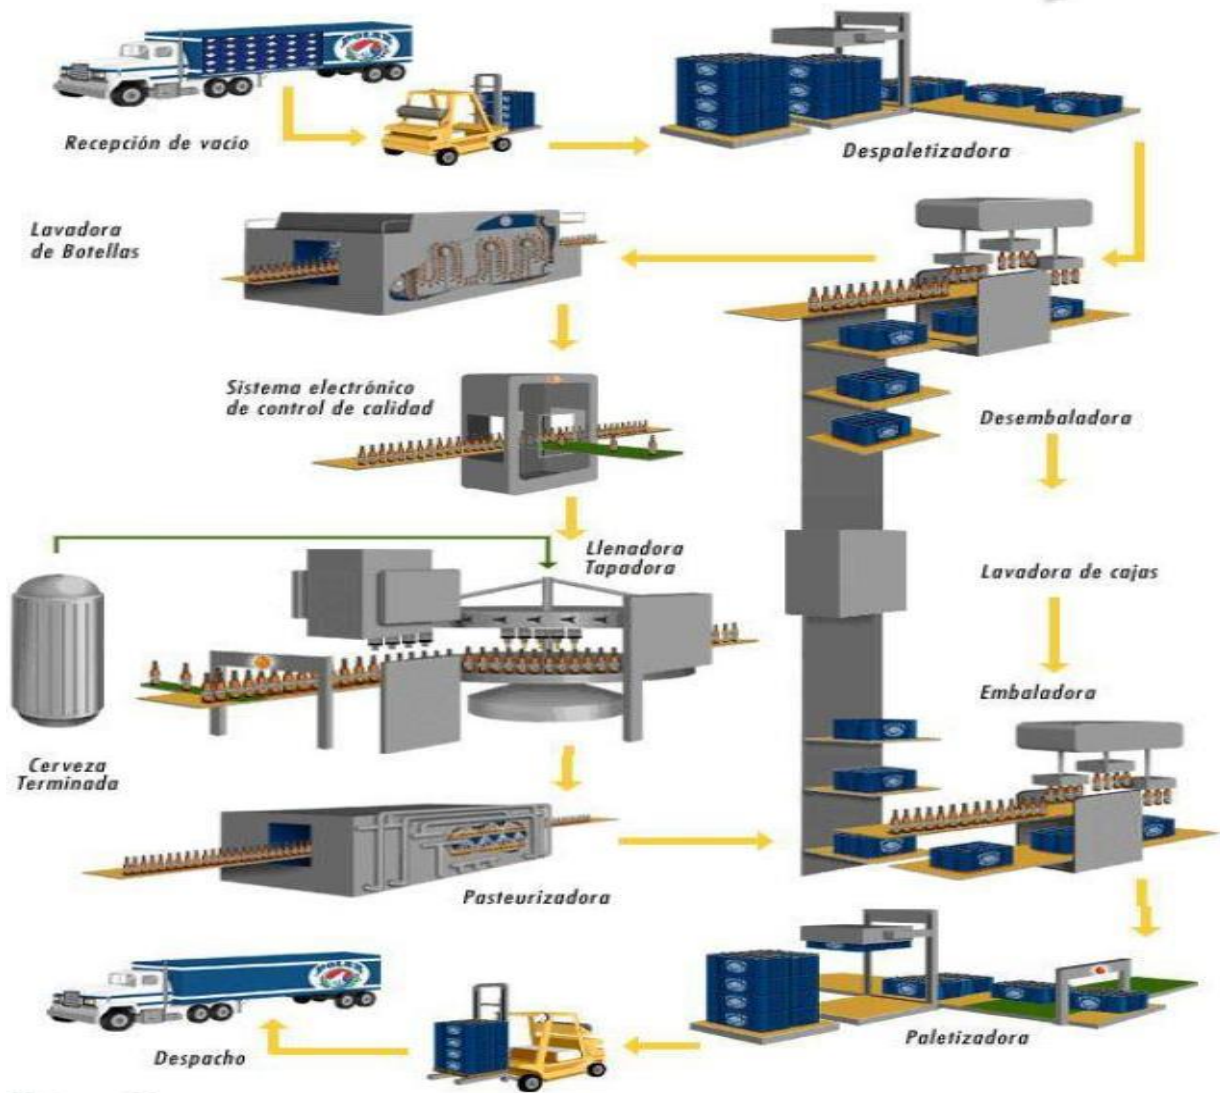 Recepción de vacío
Despaletizadora
Lavadora
de Botellas
Desembaladora
Sistema electrónico
de control de calidad
Llenadora
Tapadora
Lavadora de cajas
Cerveza
Terminada
Embaladora
Pasteurizadora
Paletizadora
Despacho